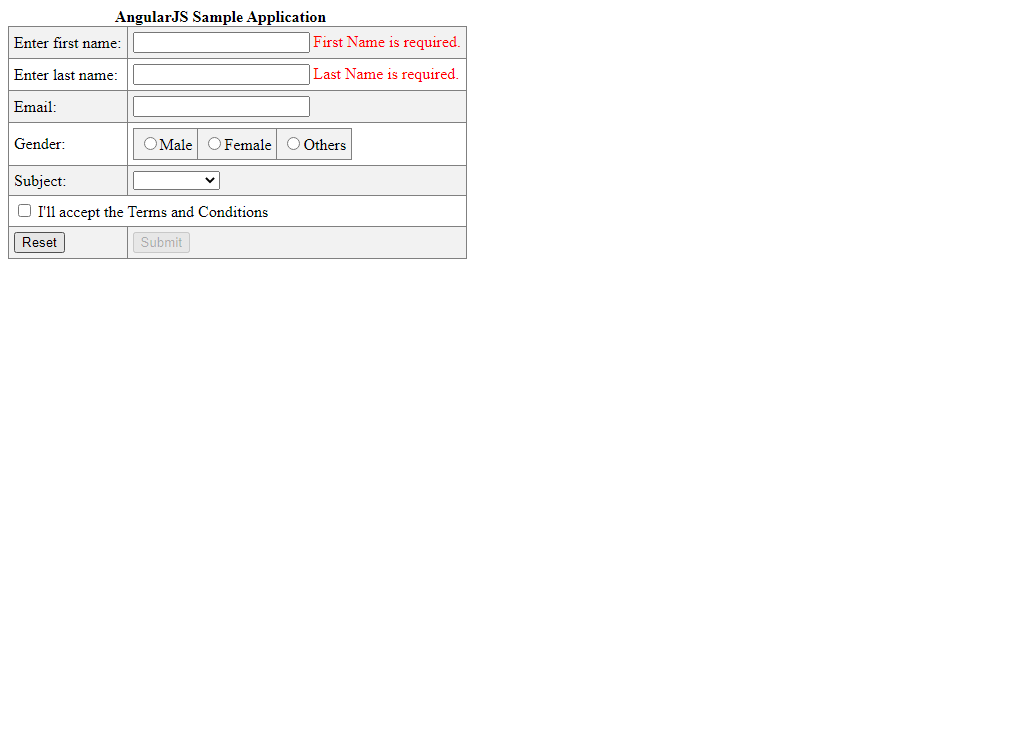 AngularJS Sample Application
Enter first name: First Name is required.
Enter last name: Last Name is required.
Email:
Gender: Male Female Others
Subject:
I'll accept the Terms and Conditions
Reset Submit